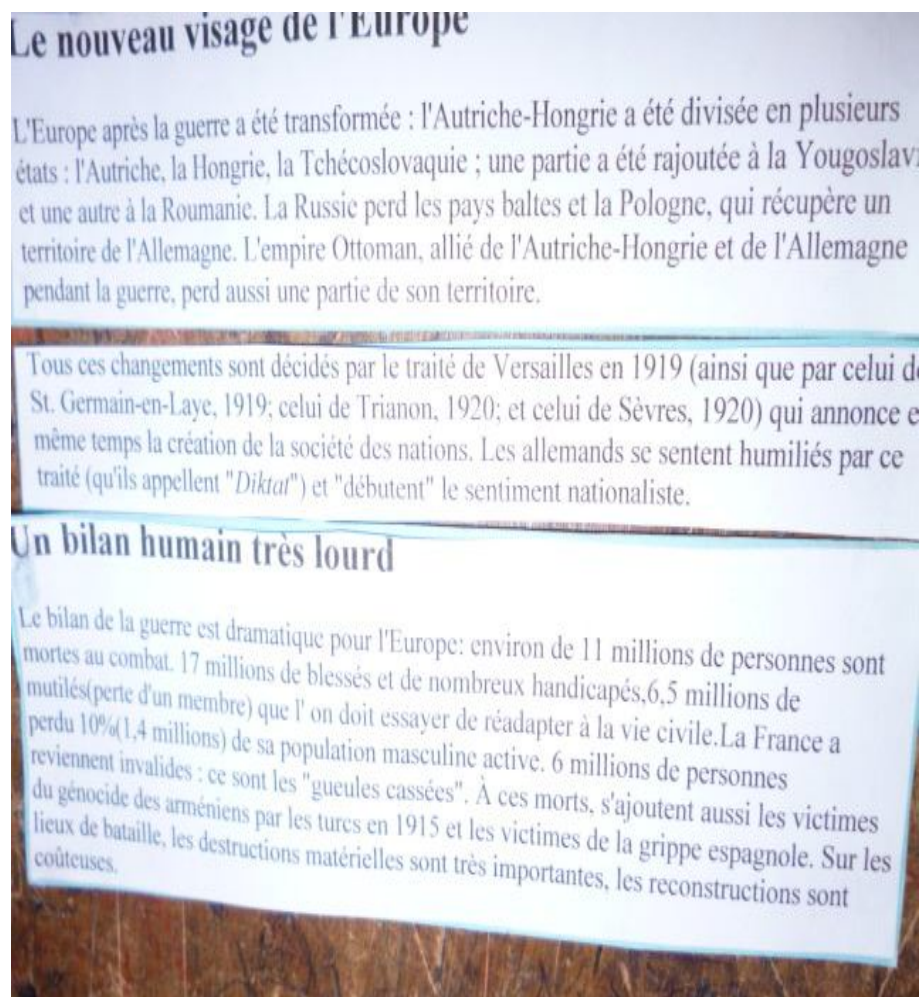 Le nouveau visage de l'Europe
L'Europe après la guerre a été transformée : l'Autriche-Hongrie a été divisée en plusieurs
états : l'Autriche, la Hongrie, la Tchécoslovaquie ; une partie a été rajoutée à la Yougoslavi
et une autre à la Roumanie. La Russie perd les pays baltes et la Pologne, qui récupère un
territoire de l'Allemagne. L'empire Ottoman, allié de l'Autriche-Hongrie et de l'Allemagne
pendant la guerre, perd aussi une partie de son territoire.
Tous ces changements sont décidés par le traité de Versailles en 1919 (ainsi que par celui de
St. Germain-en-Laye, 1919; celui de Trianon, 1920; et celui de Sèvres, 1920) qui annonce e
même temps la création de la société des nations. Les allemands se sentent humiliés par ce
traité (qu'ils appellent "Diktat") et "débutent" le sentiment nationaliste.
Un bilan humain très lourd
Le bilan de la guerre est dramatique pour l'Europe: environ de 11 millions de personnes sont
mortes au combat. 17 millions de blessés et de nombreux handicapés,6,5 millions de
mutilés(perte d'un membre) que l' on doit essayer de réadapter à la vie civile.La France a
perdu 10%(1,4 millions) de sa population masculine active. 6 millions de personnes
reviennent invalides : ce sont les "gueules cassées". À ces morts, s'ajoutent aussi les victimes
du génocide des arméniens par les turcs en 1915 et les victimes de la grippe espagnole. Sur les
lieux de bataille, les destructions matérielles sont très importantes, les reconstructions sont
coûteuses.